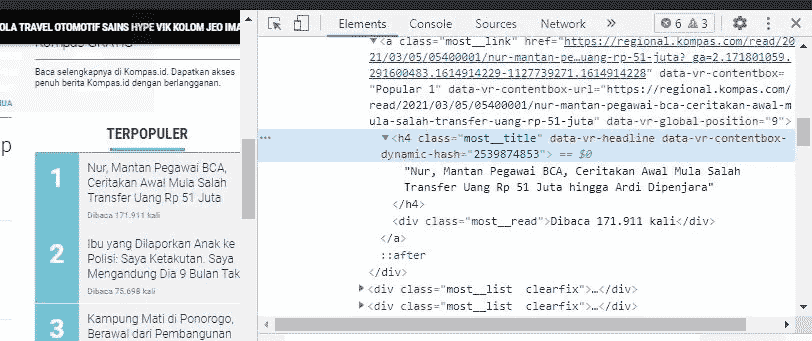 OLA TRAVEL OTOMOTIF SAINS HYPE VIK KOLOM JEO IMA
Kompas GRATIS
Baca selengkapnya di Kompas.id. Dapatkan akses
penuh berita Kompas.id dengan berlangganan.
TERPOPULER
1
Nur, Mantan Pegawai BCA,
Ceritakan Awal Mula Salah
Transfer Uang Rp 51 Juta
Dibaca 171.911 kali
2
Ibu yang Dilaporkan Anak ke
Polisi: Saya Ketakutan. Saya
Mengandung Dia 9 Bulan Tak
Dibaca 75.698 kali
3
Kampung Mati di Ponorogo,
Berawal dari Pembangunan
Elements Console Sources Network » 6 3
<a class="most__link" href="https://regional.kompas.com/read/20
21/03/05/05400001/nur-mantan-pe…uang-rp-51-juta?_ga=2.171801059.
291600483.1614914229-1127739271.1614914228" data-vr-contentbox=
"Popular 1" data-vr-contentbox-url="https://regional.kompas.com/
read/2021/03/05/05400001/nur-mantan-pegawai-bca-ceritakan-awal-m
ula-salah-transfer-uang-rp-51-juta" data-vr-global-position="9">
<h4 class="most__title" data-vr-headline data-vr-contentbox-
dynamic-hash="2539874853"> == $0
"Nur, Mantan Pegawai BCA, Ceritakan Awal Mula Salah
Transfer Uang Rp 51 Juta hingga Ardi Dipenjara"
</h4>
<div class="most__read">Dibaca 171.911 kali</div>
</a>
::after
</div>
<div class="most__list  clearfix">…</div>
<div class="most__list  clearfix">…</div>